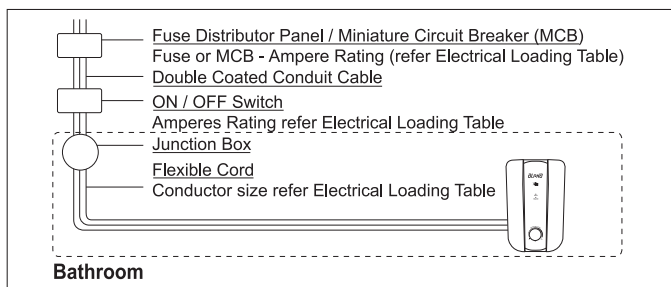 Fuse Distributor Panel / Miniature Circuit Breaker (MCB)
Fuse or MCB - Ampere Rating (refer Electrical Loading Table)
Double Coated Conduit Cable
ON / OFF Switch
Amperes Rating refer Electrical Loading Table
Junction Box
Flexible Cord
Conductor size refer Electrical Loading Table
Bathroom